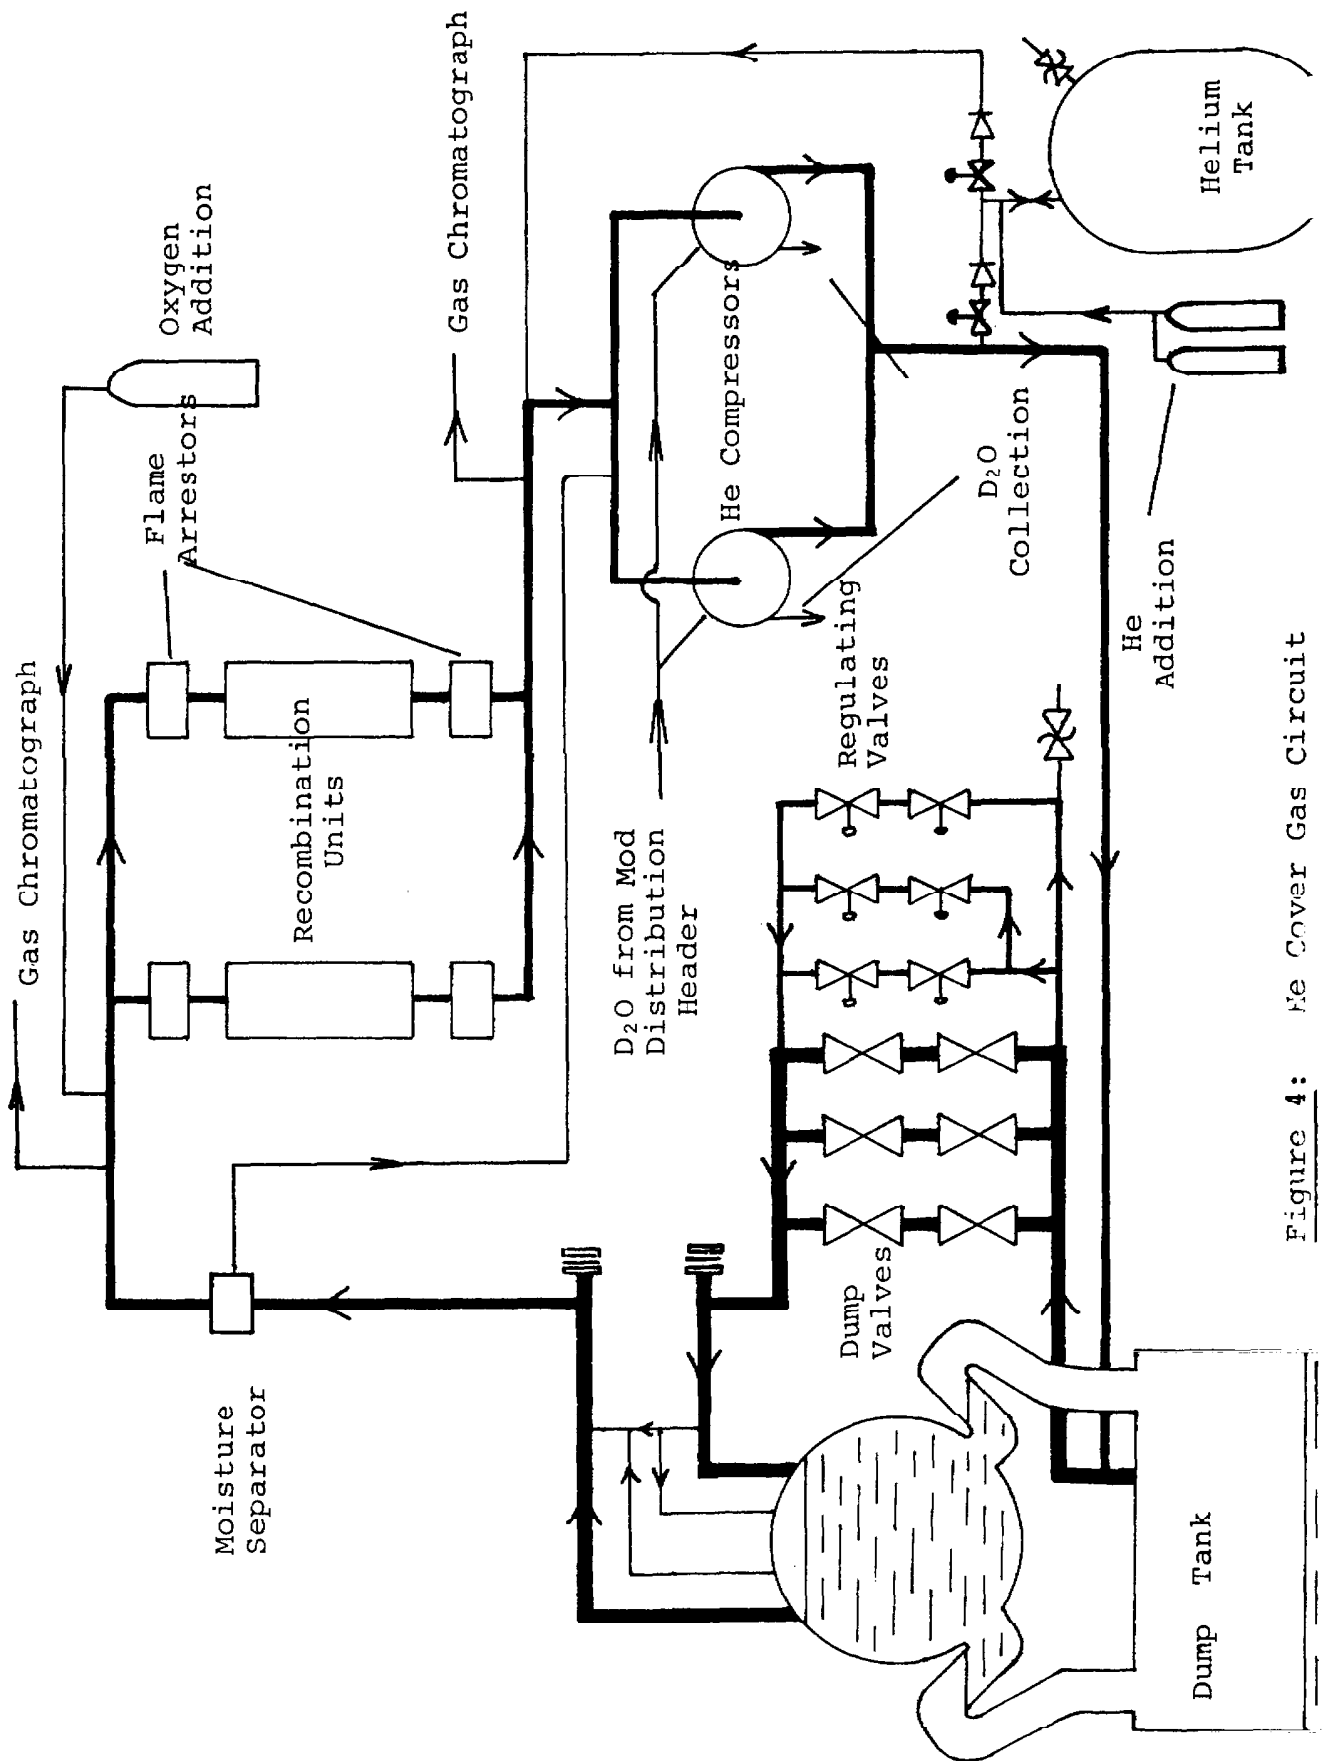 Gas Chromatograph
Oxygen
Addition
Flame
Arrestors
Gas Chromatograph
Moisture
Separator
Recombination
Units
D₂O from Mod
Distribution
Header
He Compressors
Regulating
Valves
Dump
Valves
D₂O
Collection
He
Addition
Helium
Tank
Dump Tank
Figure 4: He Cover Gas Circuit